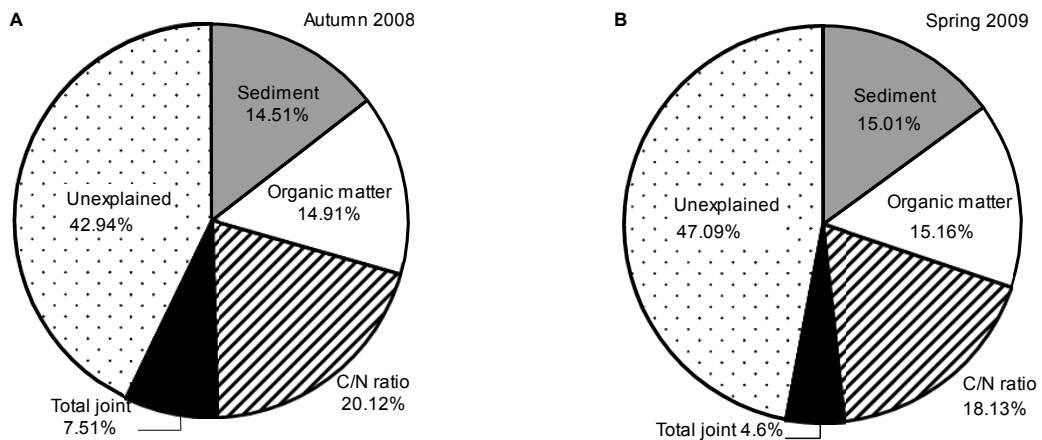 A
Autumn 2008
Sediment
14.51%
Organic matter
14.91%
Unexplained
42.94%
C/N ratio
20.12%
Total joint
7.51%
B
Spring 2009
Sediment
15.01%
Organic matter
15.16%
Unexplained
47.09%
C/N ratio
18.13%
Total joint 4.6%